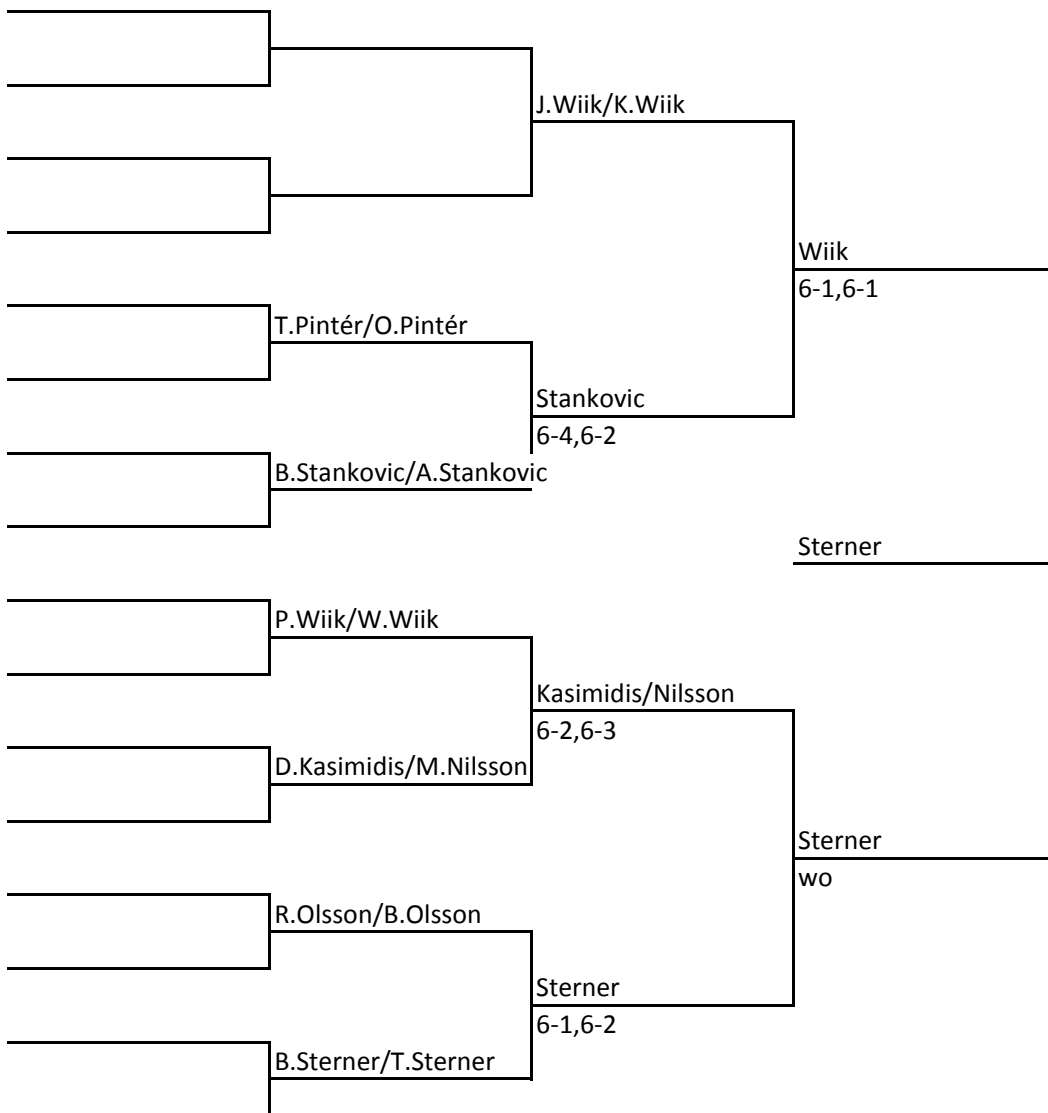 J.Wiik/K.Wiik
Wiik
6-1,6-1
T.Pintér/O.Pintér
Stankovic
6-4,6-2
B.Stankovic/A.Stankovic
Sterner
P.Wiik/W.Wiik
Kasimidis/Nilsson
6-2,6-3
D.Kasimidis/M.Nilsson
Sterner
wo
R.Olsson/B.Olsson
Sterner
6-1,6-2
B.Sterner/T.Sterner